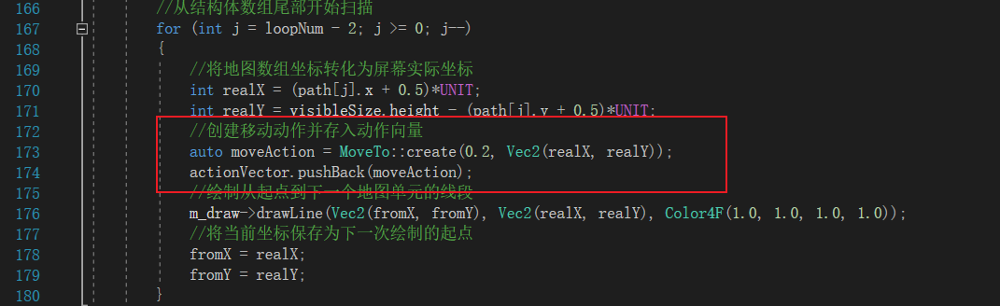 166 //从结构体数组尾部开始扫描
167 for (int j = loopNum - 2; j >= 0; j--)
168 {
169 //将地图数组坐标转化为屏幕实际坐标
170 int realX = (path[j].x + 0.5)*UNIT;
171 int realY = visibleSize.height - (path[j].y + 0.5)*UNIT;
172 //创建移动动作并存入动作向量
173 auto moveAction = MoveTo::create(0.2, Vec2(realX, realY));
174 actionVector.pushBack(moveAction);
175 //绘制从起点到下一个地图单元的线段
176 m_draw->drawLine(Vec2(fromX, fromY), Vec2(realX, realY), Color4F(1.0, 1.0, 1.0, 1.0));
177 //将当前坐标保存为下一次绘制的起点
178 fromX = realX;
179 fromY = realY;
180 }